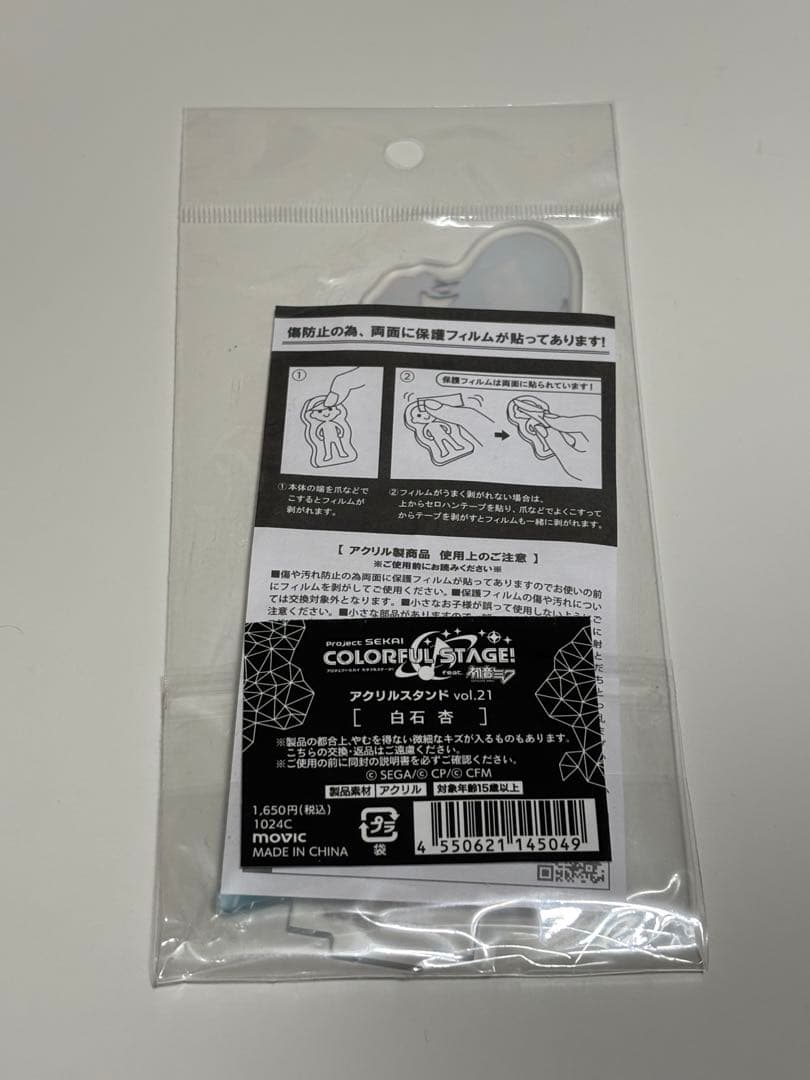 傷防止の為、両面に保護フィルムが貼ってあります!
①
②
保護フィルムは両面に貼られています!
①本体の端を爪などで
こするとフィルムが
剥がれます。
②フィルムがうまく剥がれない場合は、
上からセロハンテープを貼り、爪などでよくこすって
からテープを剥がすとフィルムも一緒に剥がれます。
【 アクリル製商品 使用上のご注意 】
※ご使用前にお読みください※
■傷や汚れ防止の為両面に保護フィルムが貼ってありますのでお使いの前
にフィルムを剥がしてご使用ください。■保護フィルムの傷や汚れについ
ては交換対象外となります。■小さなお子様が誤って使用しないようにご
注意ください。■小さな部品がありますので
Project SEKAI
COLORFUL STAGE!
プロジェクトセカイ カラフルステージ!
feat. 初音ミク
アクリルスタンド vol.21
[ 白石 杏 ]
※製品の都合上、やむを得ない微細なキズが入るものもあります。
こちらの交換・返品はご遠慮ください。
※ご使用の前に同封の説明書を必ずご確認ください。
© SEGA/© CP/© CFM
製品素材 アクリル 対象年齢15歳以上
1,650円(税込)
1024C
movic
MADE IN CHINA
プラ
袋
4 550621 145049